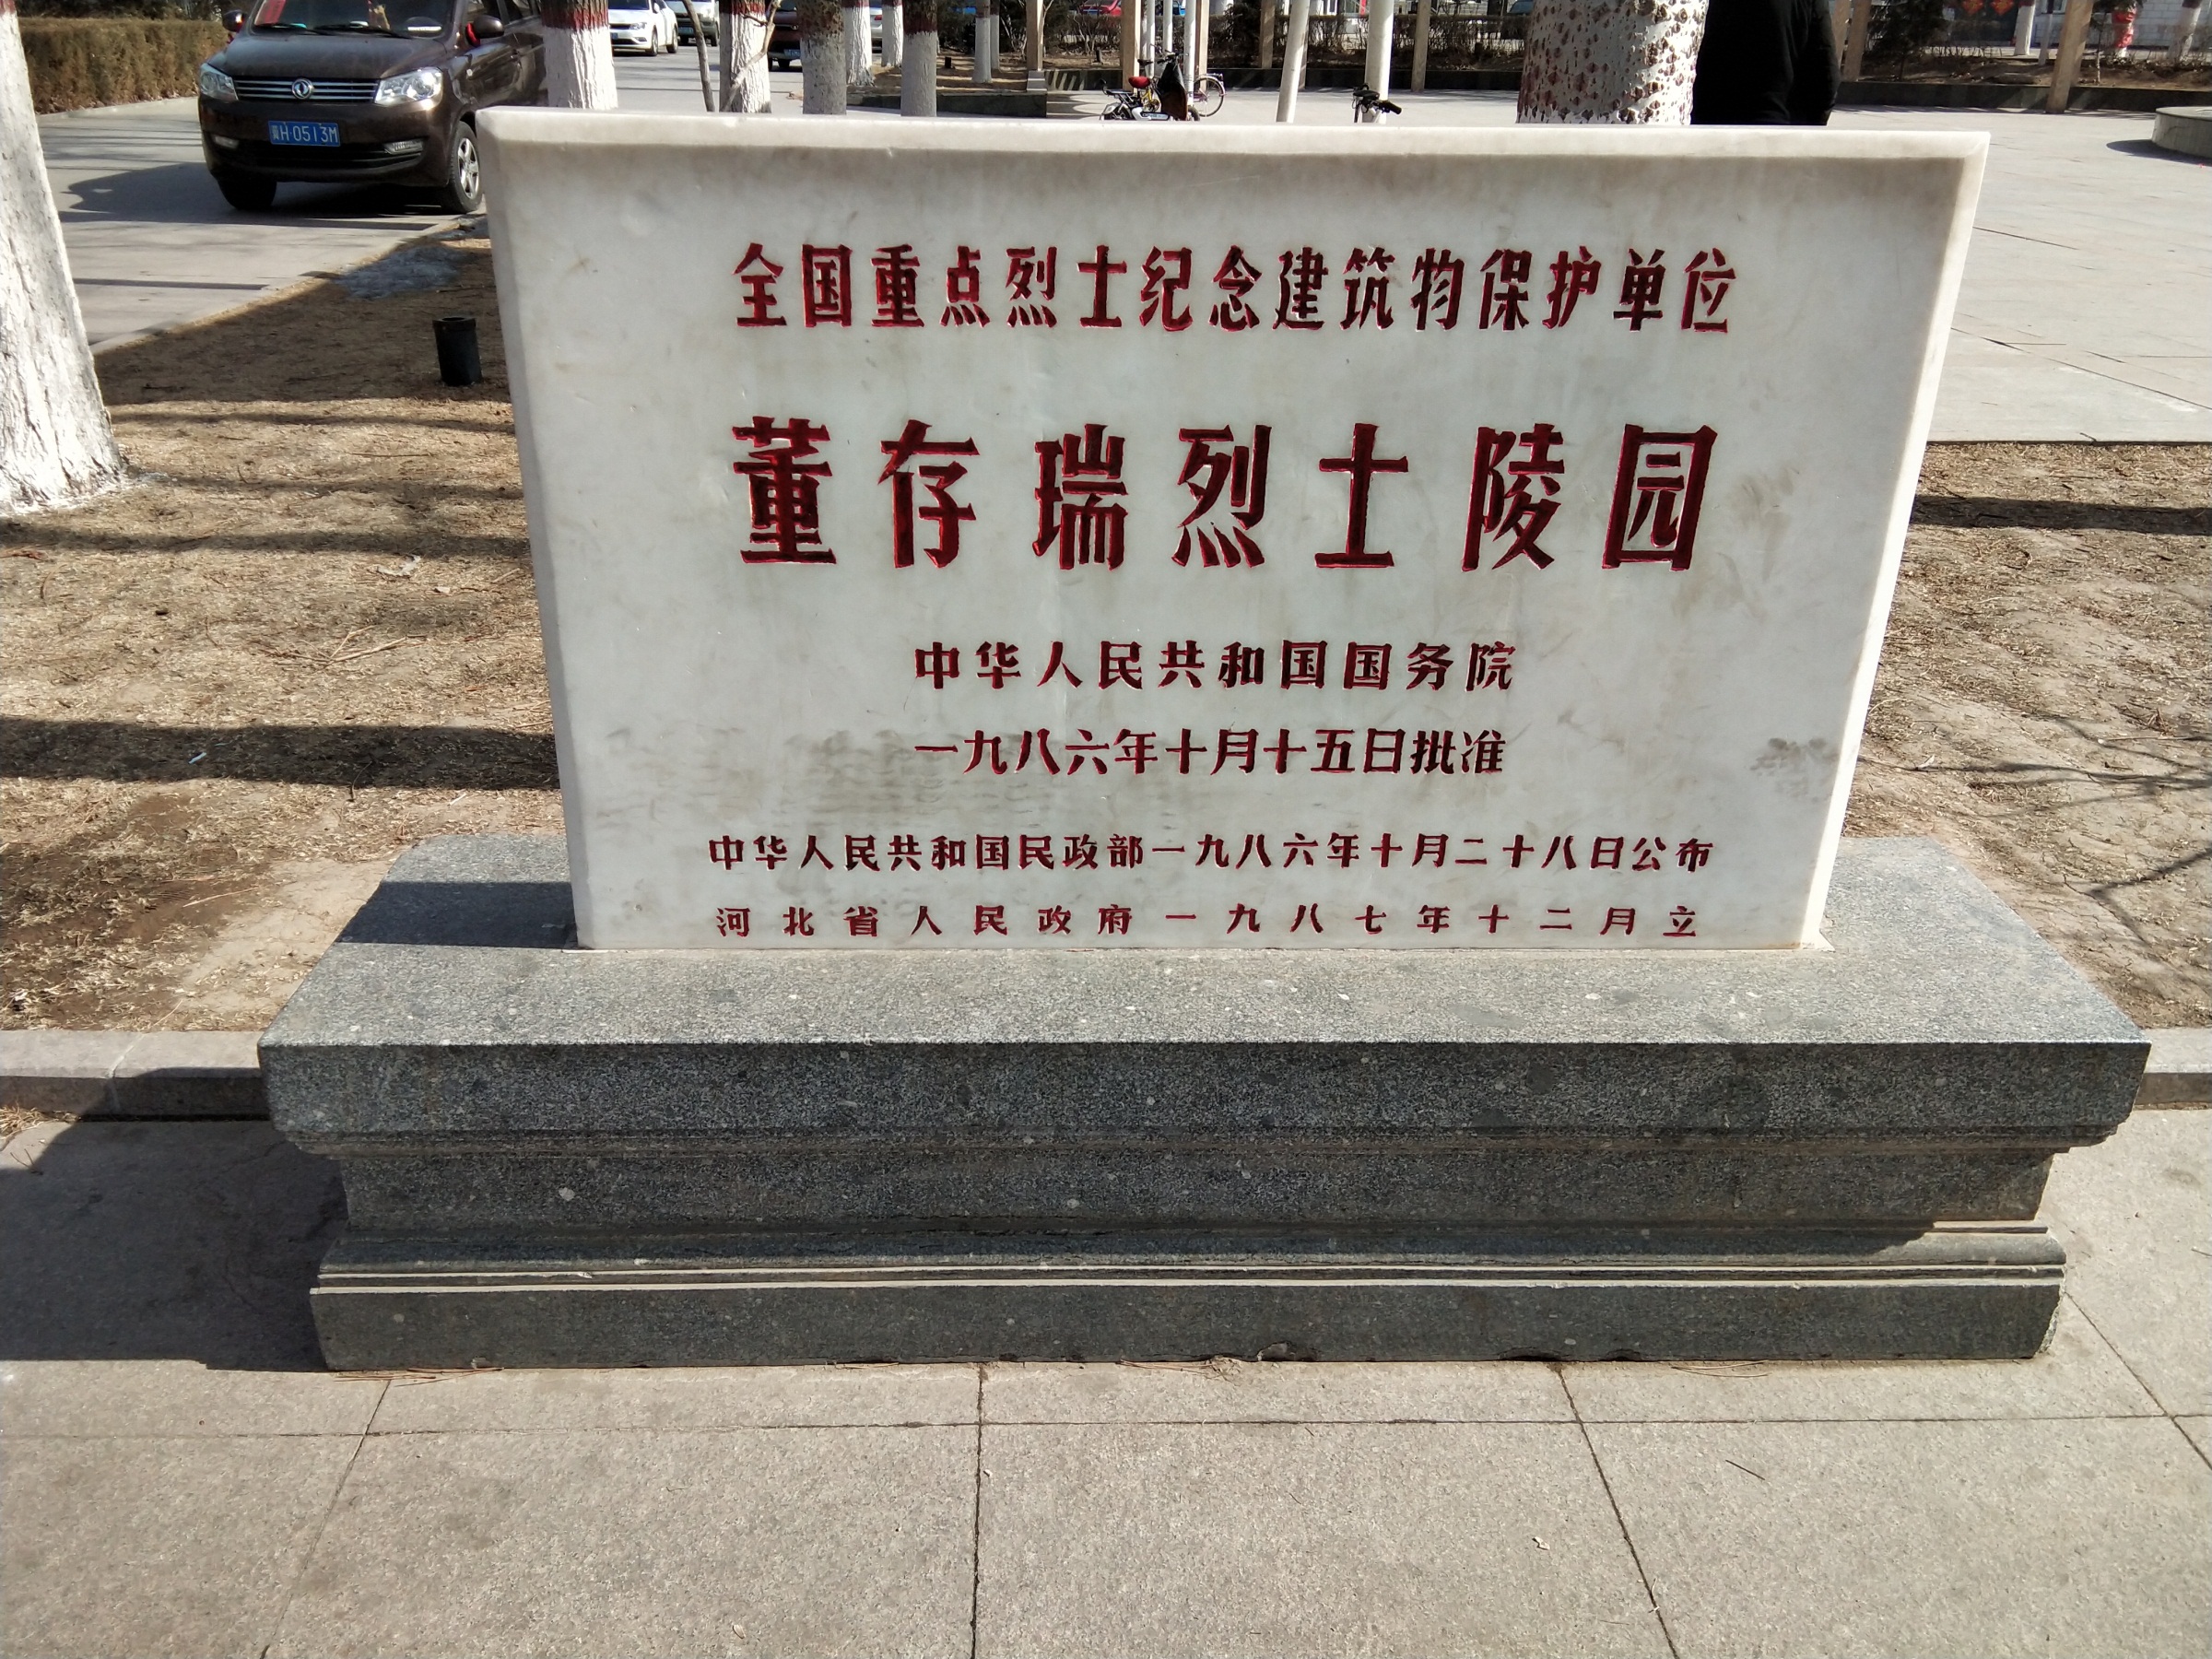 冀H·0513M
全国重点烈士纪念建筑物保护单位
董存瑞烈士陵园
中华人民共和国国务院
一九八六年十月十五日批准
中华人民共和国民政部一九八六年十月二十八日公布
河北省人民政府一九八七年十二月立